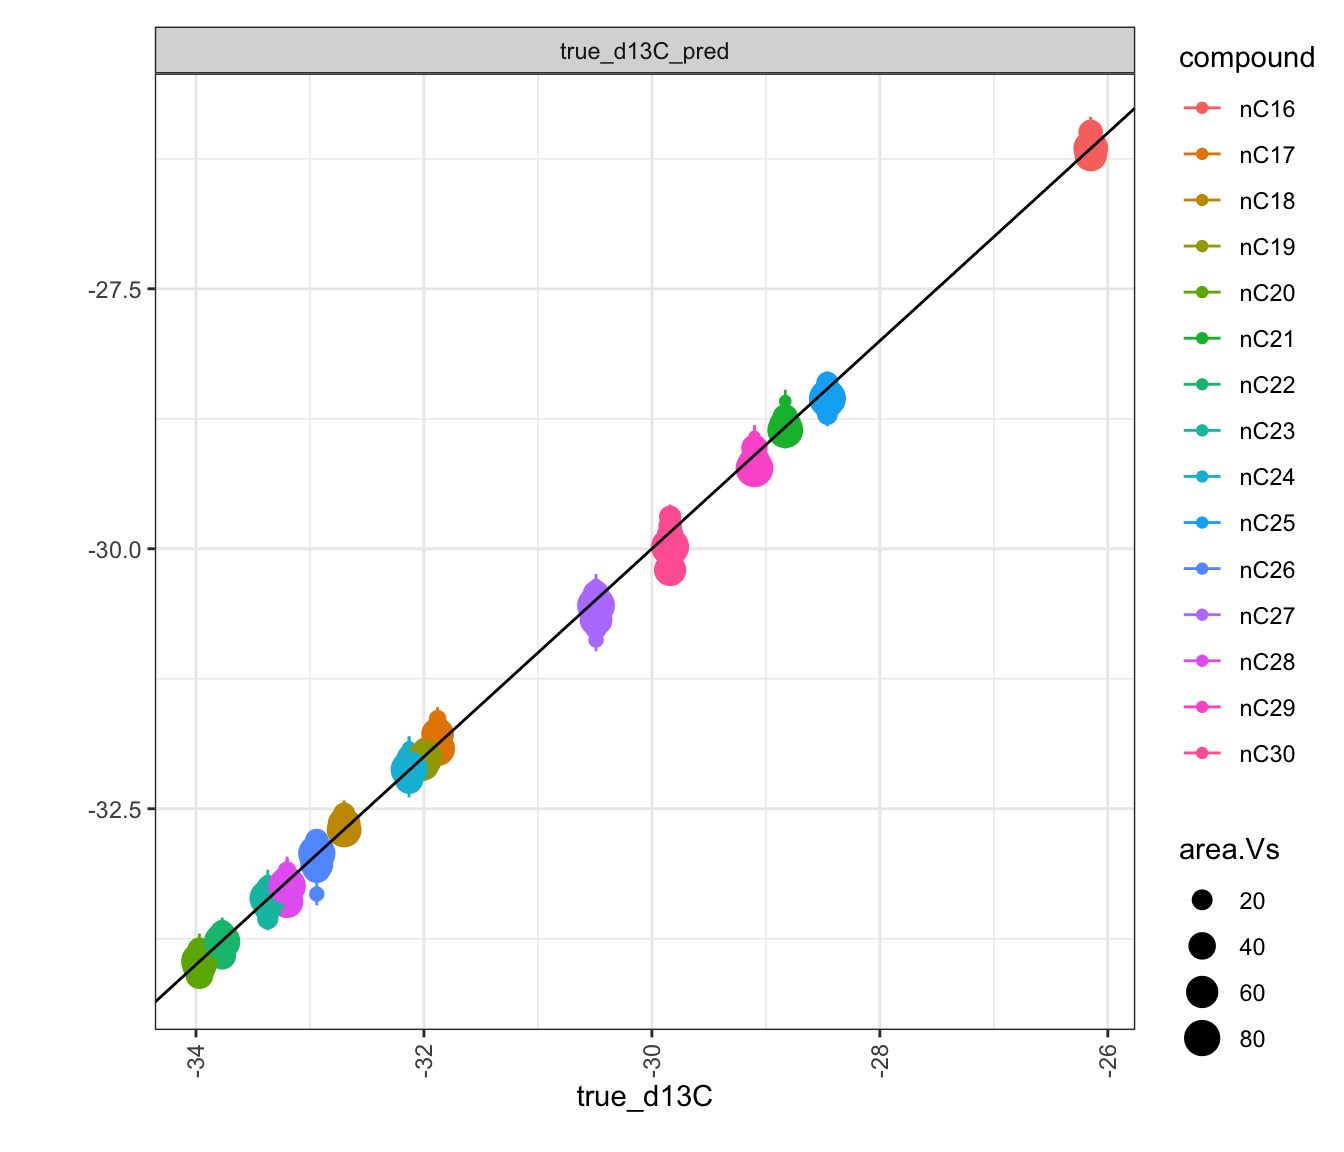 true_d13C_pred
-27.5
-30.0
-32.5
-34
-32
-30
-28
-26
true_d13C
compound
nC16
nC17
nC18
nC19
nC20
nC21
nC22
nC23
nC24
nC25
nC26
nC27
nC28
nC29
nC30
area.Vs
20
40
60
80